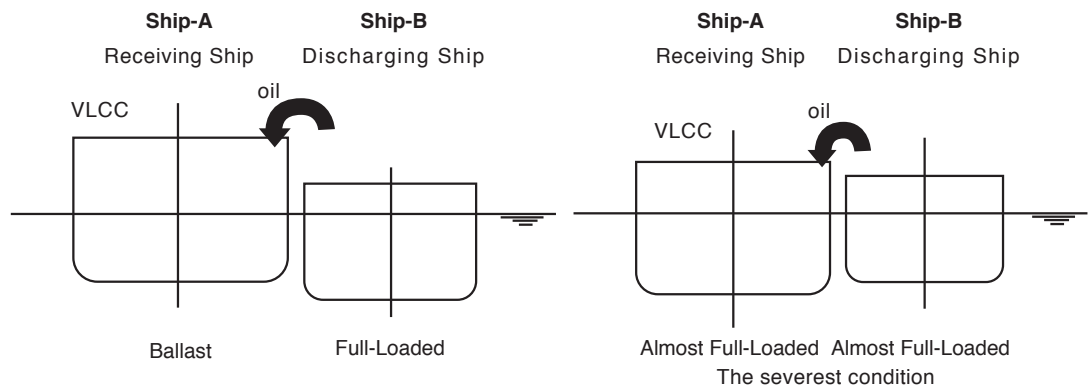 Ship-A
Receiving Ship
Ship-B
Discharging Ship
oil
VLCC
Ballast
Full-Loaded
Ship-A
Receiving Ship
Ship-B
Discharging Ship
oil
VLCC
Almost Full-Loaded
Almost Full-Loaded
The severest condition